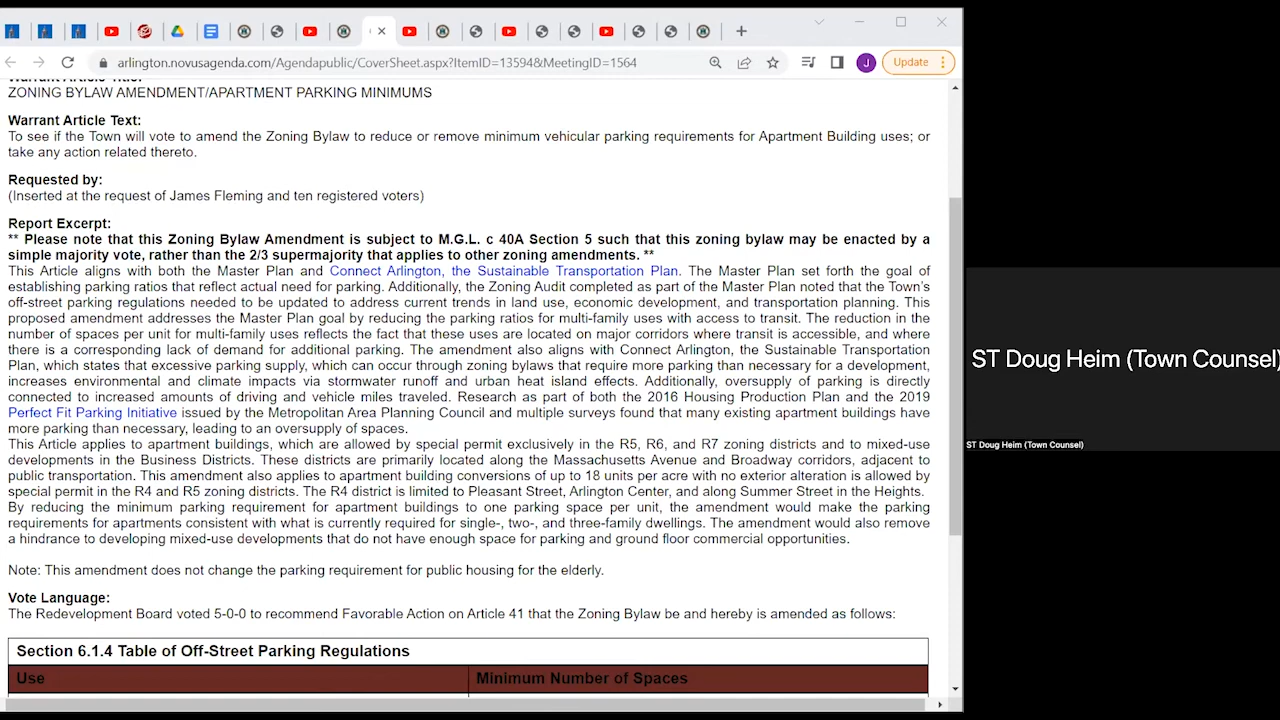 arlington.novusagenda.com/Agendapublic/CoverSheet.aspx?ItemID=13594&MeetingID=1564
J
Update
Warrant Article Title:
ZONING BYLAW AMENDMENT/APARTMENT PARKING MINIMUMS
Warrant Article Text:
To see if the Town will vote to amend the Zoning Bylaw to reduce or remove minimum vehicular parking requirements for Apartment Building uses; or
take any action related thereto.
Requested by:
(Inserted at the request of James Fleming and ten registered voters)
Report Excerpt:
** Please note that this Zoning Bylaw Amendment is subject to M.G.L. c 40A Section 5 such that this zoning bylaw may be enacted by a
simple majority vote, rather than the 2/3 supermajority that applies to other zoning amendments. **
This Article aligns with both the Master Plan and Connect Arlington, the Sustainable Transportation Plan. The Master Plan set forth the goal of
establishing parking ratios that reflect actual need for parking. Additionally, the Zoning Audit completed as part of the Master Plan noted that the Town's
off-street parking regulations needed to be updated to address current trends in land use, economic development, and transportation planning. This
proposed amendment addresses the Master Plan goal by reducing the parking ratios for multi-family uses with access to transit. The reduction in the
number of spaces per unit for multi-family uses reflects the fact that these uses are located on major corridors where transit is accessible, and where
there is a corresponding lack of demand for additional parking. The amendment also aligns with Connect Arlington, the Sustainable Transportation
Plan, which states that excessive parking supply, which can occur through zoning bylaws that require more parking than necessary for a development,
increases environmental and climate impacts via stormwater runoff and urban heat island effects. Additionally, oversupply of parking is directly
connected to increased amounts of driving and vehicle miles traveled. Research as part of both the 2016 Housing Production Plan and the 2019
Perfect Fit Parking Initiative issued by the Metropolitan Area Planning Council and multiple surveys found that many existing apartment buildings have
more parking than necessary, leading to an oversupply of spaces.
This Article applies to apartment buildings, which are allowed by special permit exclusively in the R5, R6, and R7 zoning districts and to mixed-use
developments in the Business Districts. These districts are primarily located along the Massachusetts Avenue and Broadway corridors, adjacent to
public transportation. This amendment also applies to apartment building conversions of up to 18 units per acre with no exterior alteration is allowed by
special permit in the R4 and R5 zoning districts. The R4 district is limited to Pleasant Street, Arlington Center, and along Summer Street in the Heights.
By reducing the minimum parking requirement for apartment buildings to one parking space per unit, the amendment would make the parking
requirements for apartments consistent with what is currently required for single-, two-, and three-family dwellings. The amendment would also remove
a hindrance to developing mixed-use developments that do not have enough space for parking and ground floor commercial opportunities.
Note: This amendment does not change the parking requirement for public housing for the elderly.
Vote Language:
The Redevelopment Board voted 5-0-0 to recommend Favorable Action on Article 41 that the Zoning Bylaw be and hereby is amended as follows:
Section 6.1.4 Table of Off-Street Parking Regulations
Use Minimum Number of Spaces
ST Doug Heim (Town Counsel)
ST Doug Heim (Town Counsel)